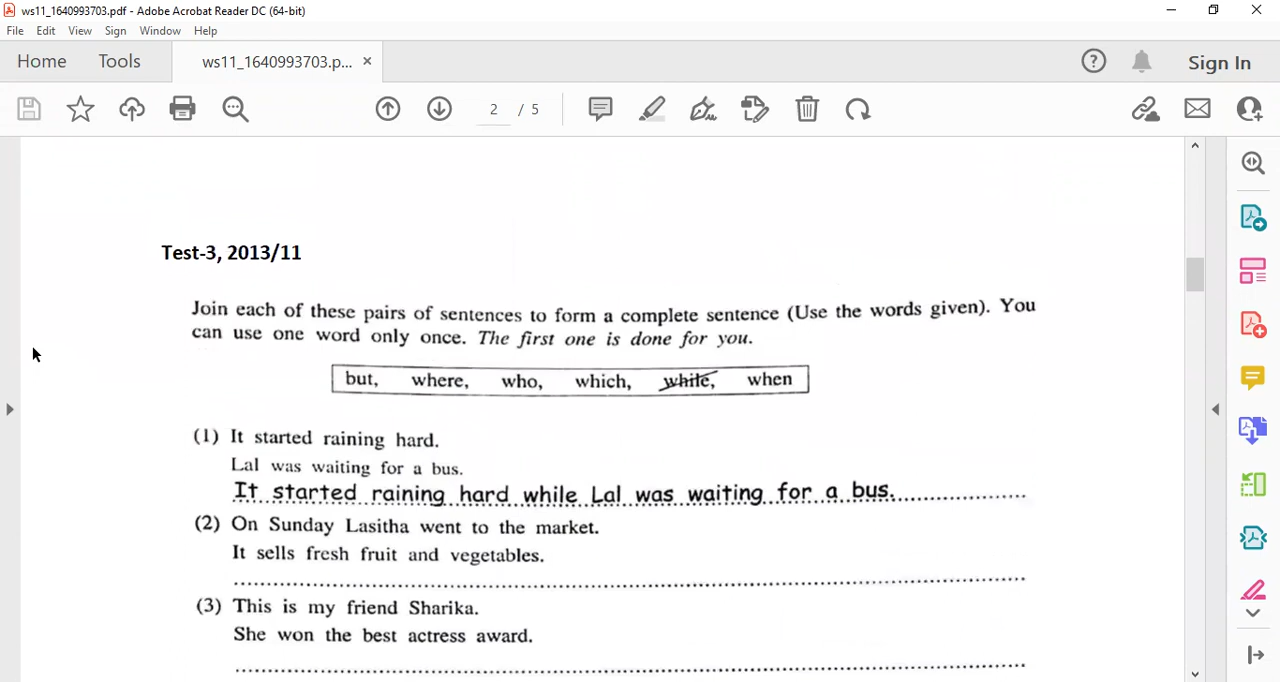 ws11_1640993703.pdf - Adobe Acrobat Reader DC (64-bit)
File Edit View Sign Window Help
Home Tools ws11_1640993703.p... × Sign In
2 / 5
Test-3, 2013/11
Join each of these pairs of sentences to form a complete sentence (Use the words given). You
can use one word only once. The first one is done for you.
but, where, who, which, while, when
(1) It started raining hard.
Lal was waiting for a bus.
It started raining hard while Lal was waiting for a bus.
(2) On Sunday Lasitha went to the market.
It sells fresh fruit and vegetables.
(3) This is my friend Sharika.
She won the best actress award.